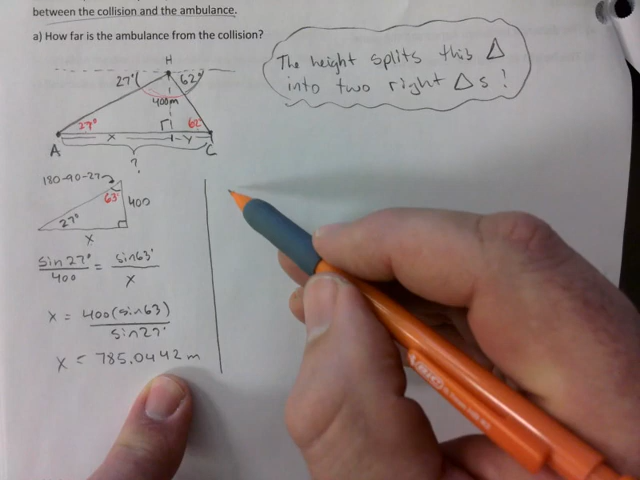 between the collision and the ambulance.
a) How far is the ambulance from the collision?
The height splits this Δ
into two right Δs!
H
27° 62°
400m
27° 62
x y
A C
?
180-90-27
63°
400
27°
x
sin27° = sin63°
400 x
x = 400(sin63)
sin27°
x = 785.0442 m